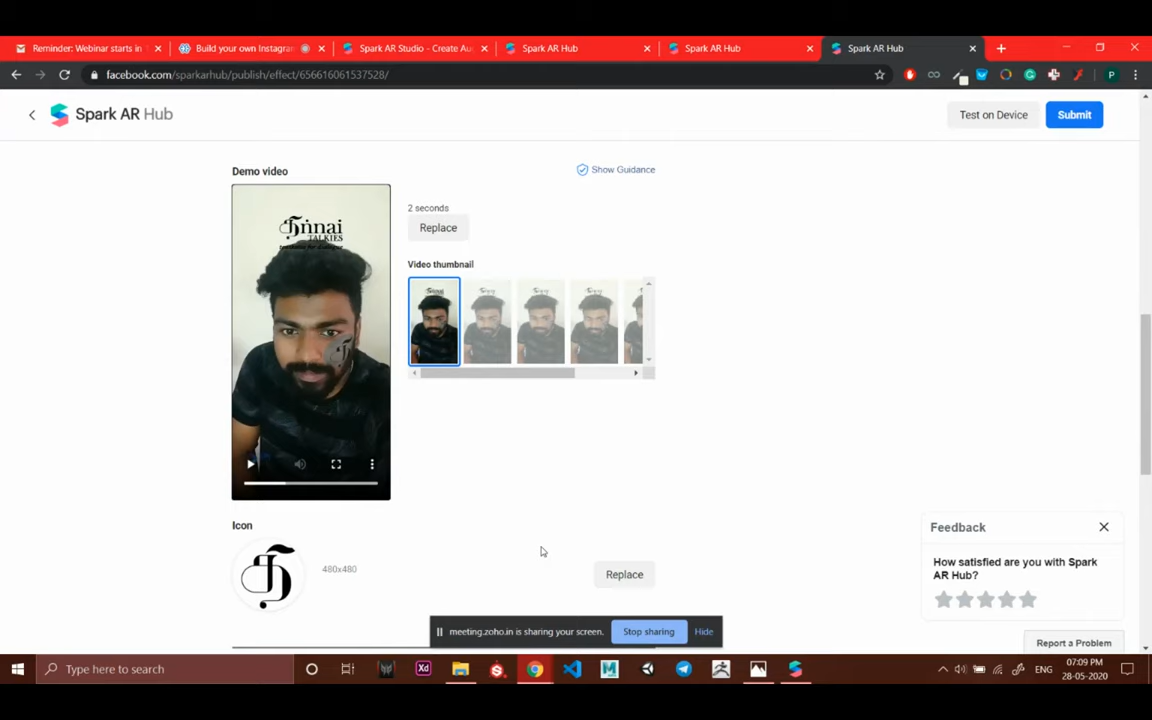 Reminder: Webinar starts in
Build your own Instagram
Spark AR Studio - Create Au
Spark AR Hub
Spark AR Hub
Spark AR Hub
facebook.com/sparkarhub/publish/effect/656616061537528/
P
Spark AR Hub
Test on Device
Submit
Demo video
Show Guidance
2 seconds
Replace
Video thumbnail
திnnai
TALKIES
Icon
480x480
Replace
Feedback
How satisfied are you with Spark
AR Hub?
Report a Problem
meeting.zoho.in is sharing your screen.
Stop sharing
Hide
Type here to search
Xd
ENG
07:09 PM
28-05-2020